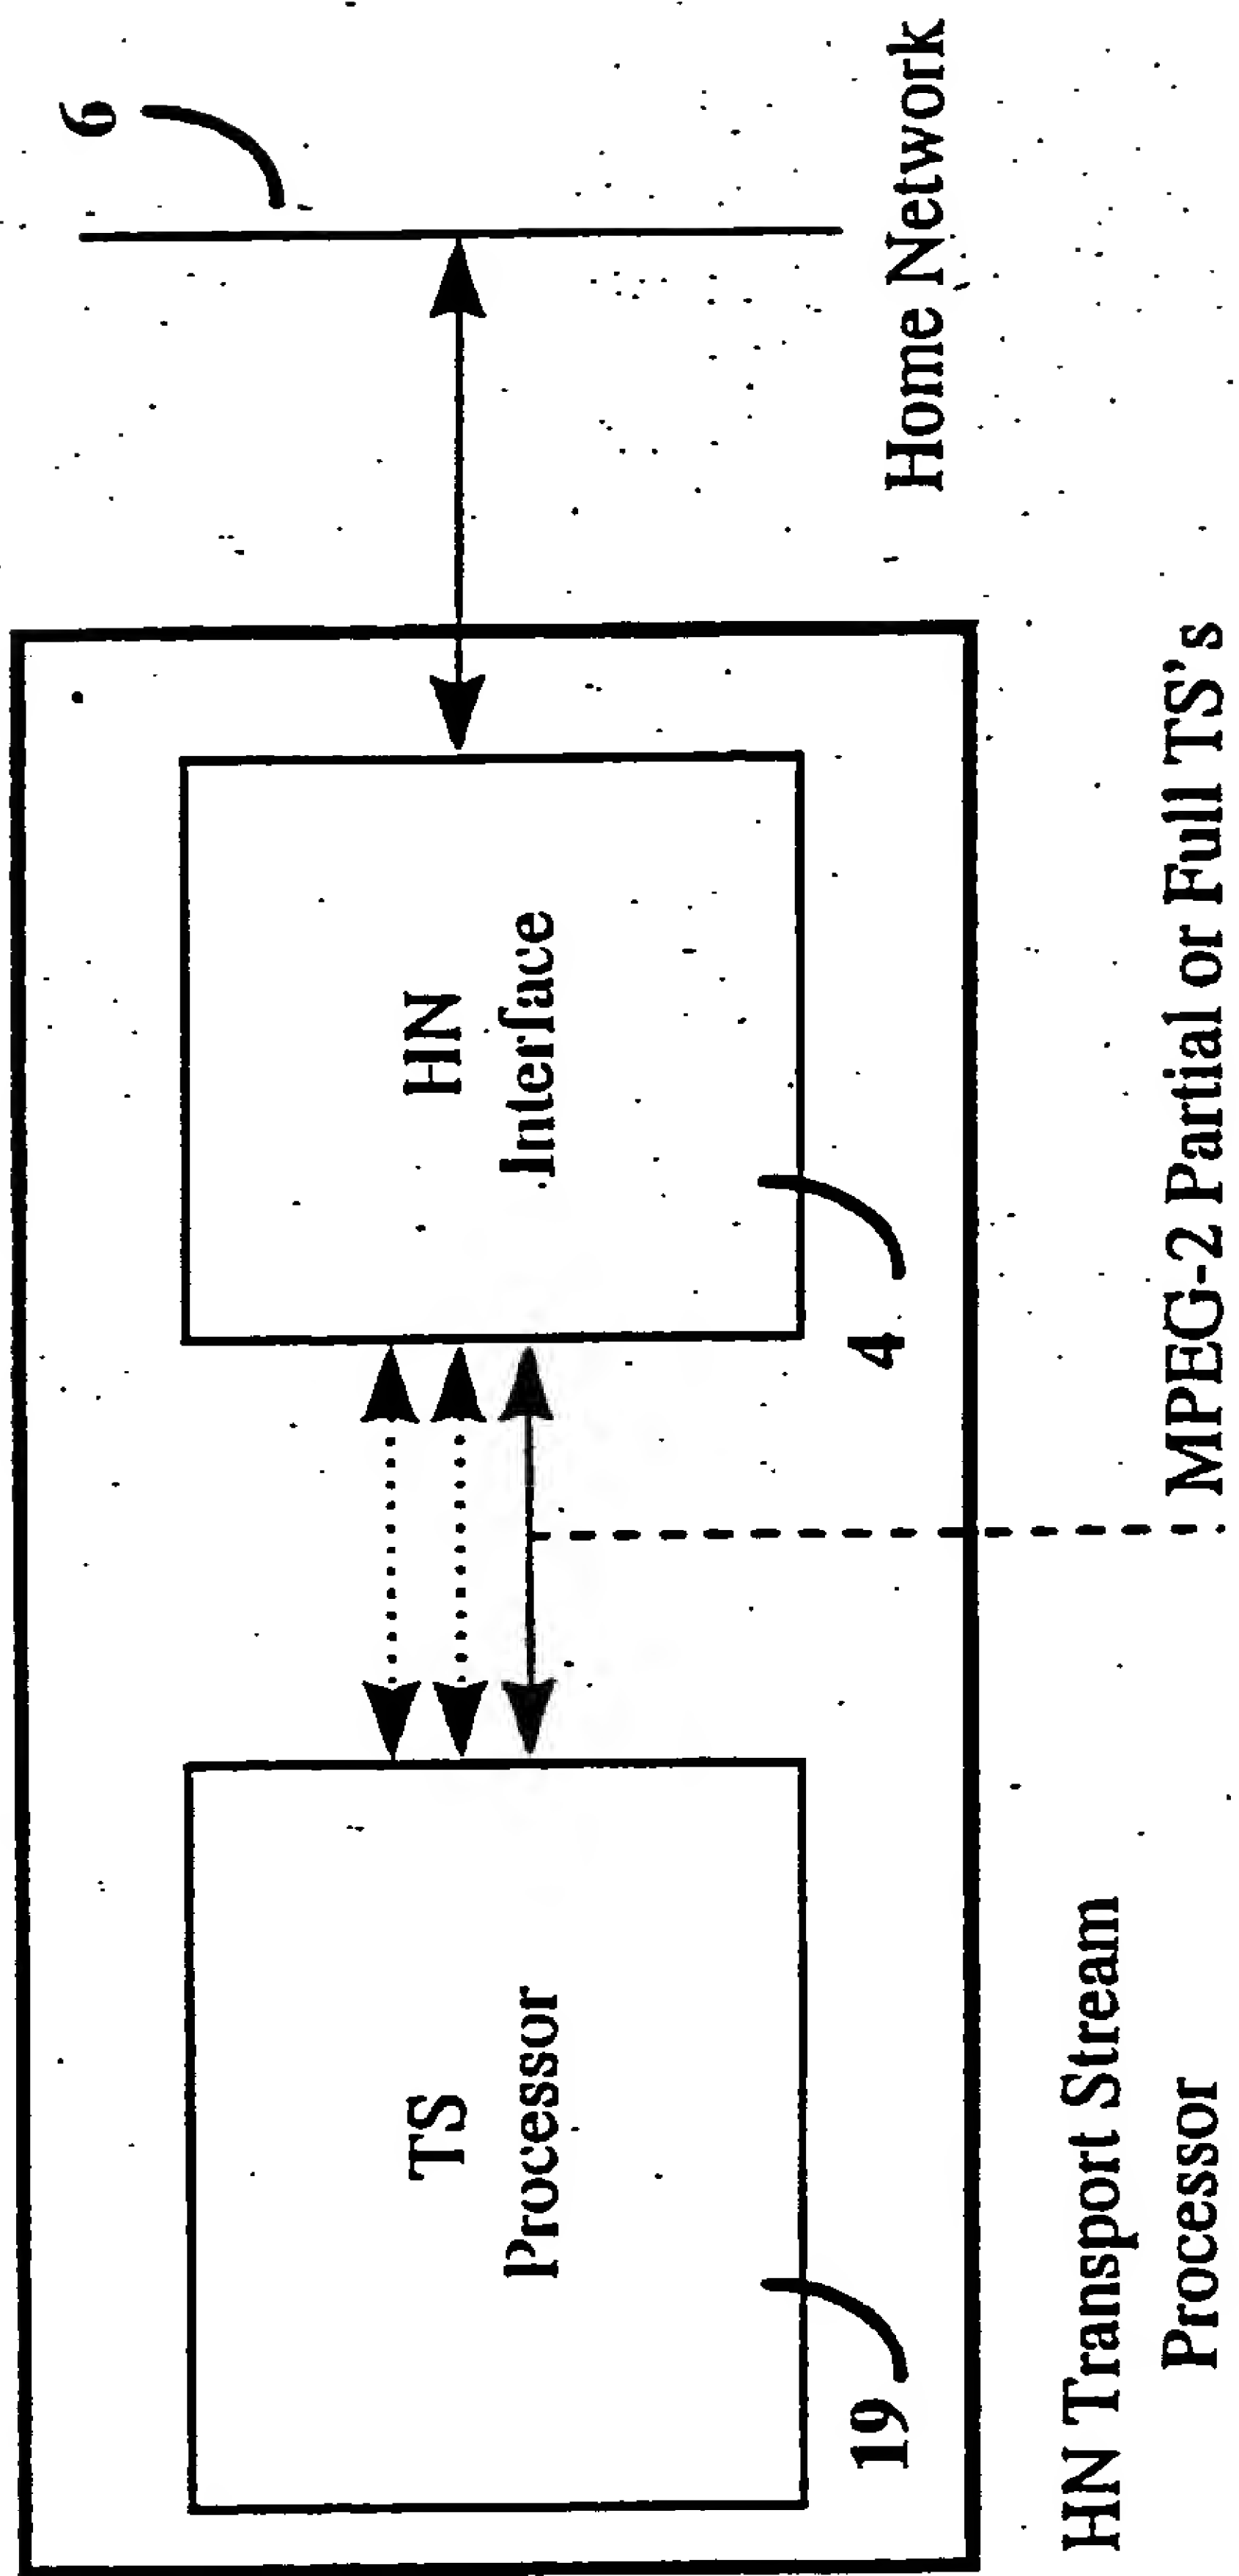 TS
Processor
19
HN
Interface
4
6
Home Network
HN Transport Stream
Processor
MPEG-2 Partial or Full TS's